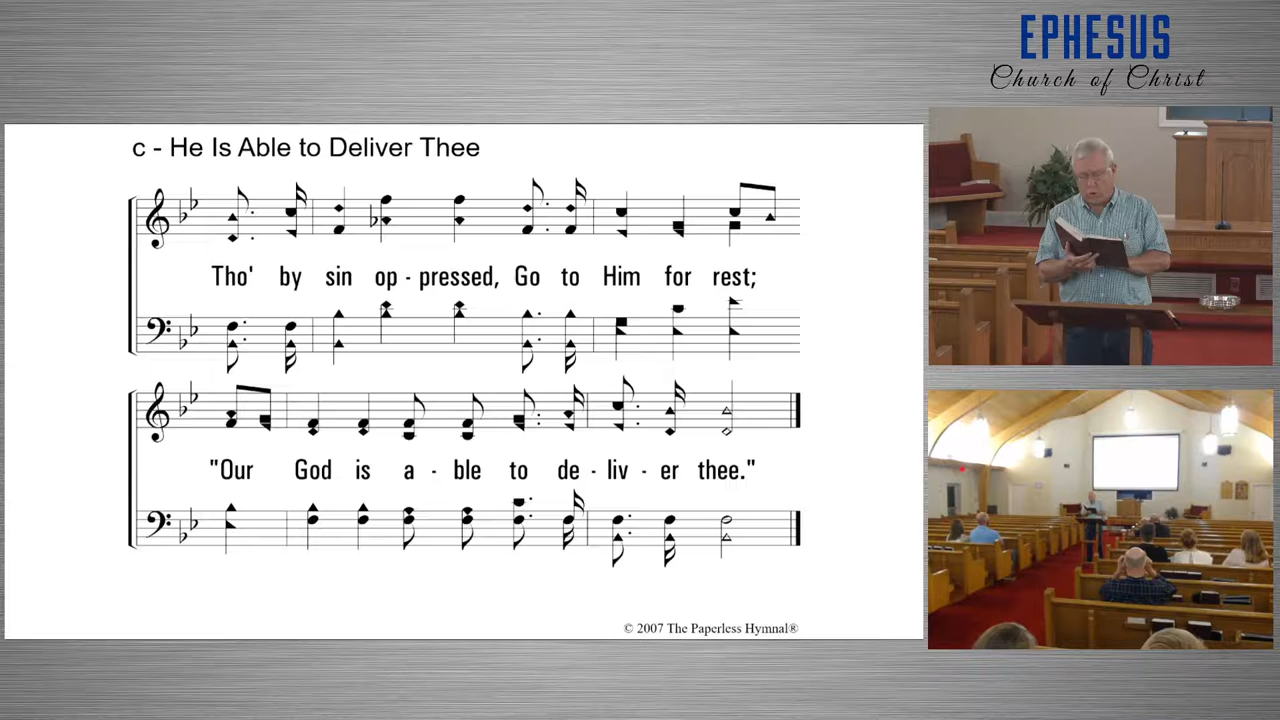 EPHESUS
Church of Christ
c - He Is Able to Deliver Thee
Tho' by sin op - pressed, Go to Him for rest;
"Our God is a - ble to de - liv - er thee."
© 2007 The Paperless Hymnal®